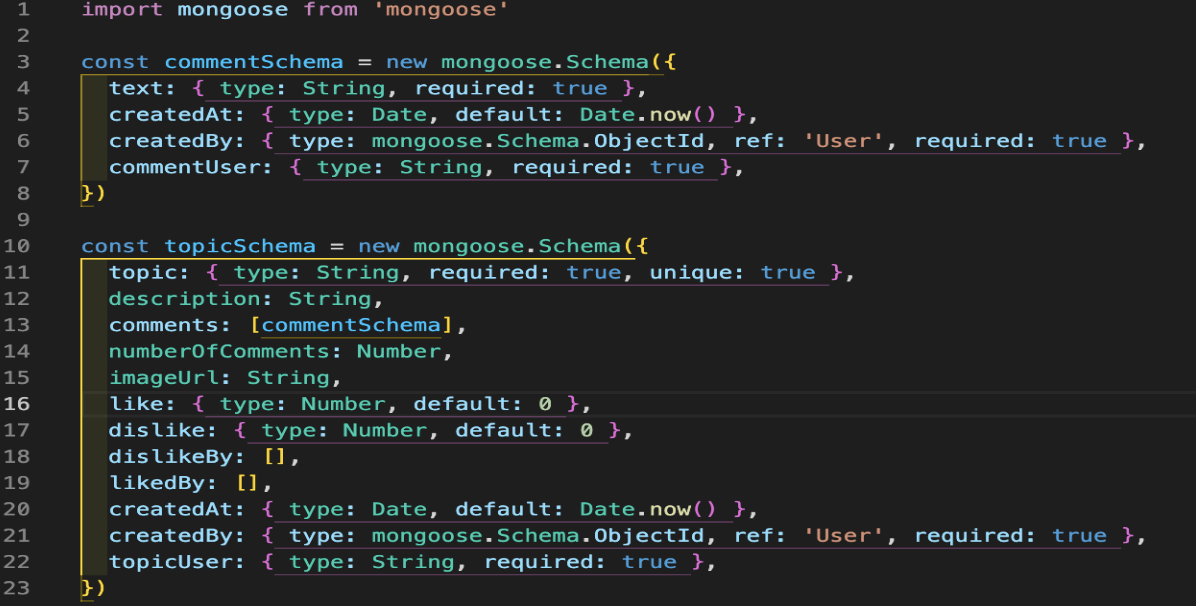 1 import mongoose from 'mongoose'
2
3 const commentSchema = new mongoose.Schema({
4 text: { type: String, required: true },
5 createdAt: { type: Date, default: Date.now() },
6 createdBy: { type: mongoose.Schema.ObjectId, ref: 'User', required: true },
7 commentUser: { type: String, required: true },
8 })
9
10 const topicSchema = new mongoose.Schema({
11 topic: { type: String, required: true, unique: true },
12 description: String,
13 comments: [commentSchema],
14 numberOfComments: Number,
15 imageUrl: String,
16 like: { type: Number, default: 0 },
17 dislike: { type: Number, default: 0 },
18 dislikeBy: [],
19 likedBy: [],
20 createdAt: { type: Date, default: Date.now() },
21 createdBy: { type: mongoose.Schema.ObjectId, ref: 'User', required: true },
22 topicUser: { type: String, required: true },
23 })